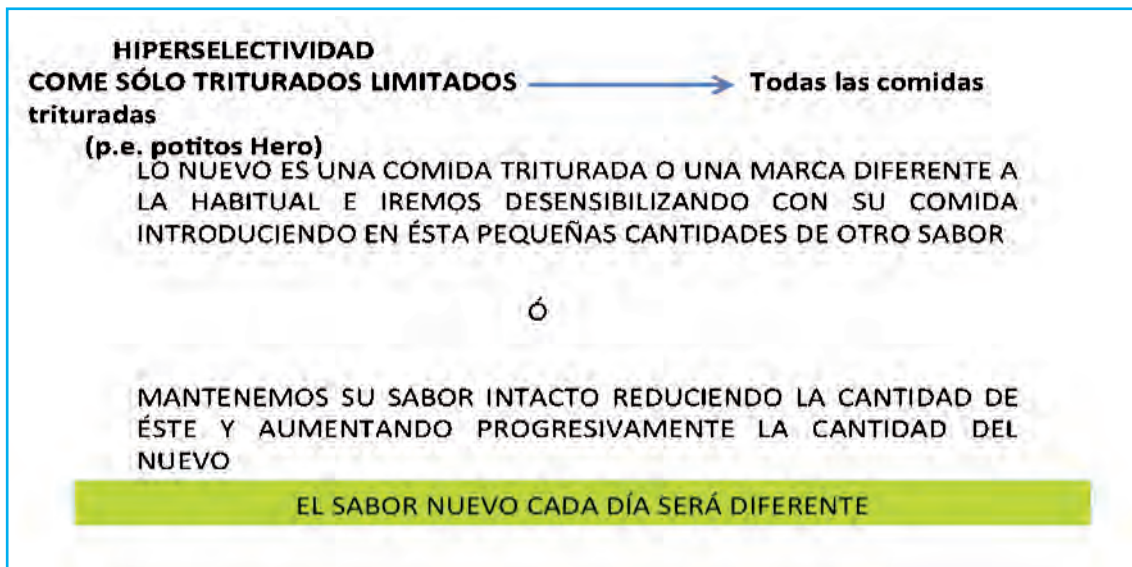 HIPERSELECTIVIDAD
COME SÓLO TRITURADOS LIMITADOS Todas las comidas
trituradas
(p.e. potitos Hero)
LO NUEVO ES UNA COMIDA TRITURADA O UNA MARCA DIFERENTE A
LA HABITUAL E IREMOS DESENSIBILIZANDO CON SU COMIDA
INTRODUCIENDO EN ÉSTA PEQUEÑAS CANTIDADES DE OTRO SABOR
Ó
MANTENEMOS SU SABOR INTACTO REDUCIENDO LA CANTIDAD DE
ÉSTE Y AUMENTANDO PROGRESIVAMENTE LA CANTIDAD DEL
NUEVO
EL SABOR NUEVO CADA DÍA SERÁ DIFERENTE